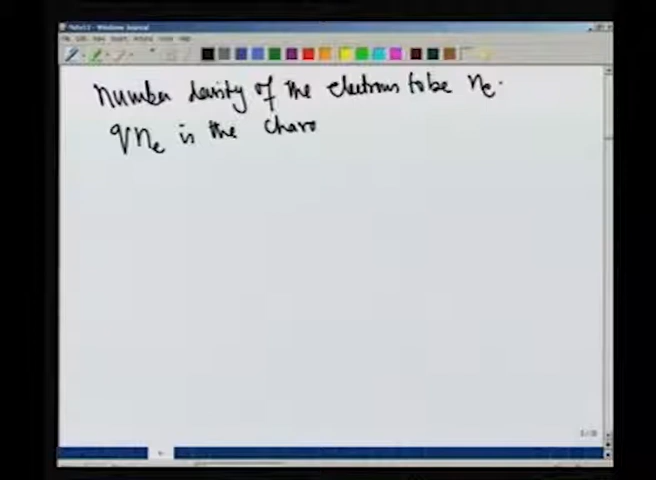 Number density of the electrons to be ne.
qne is the charg